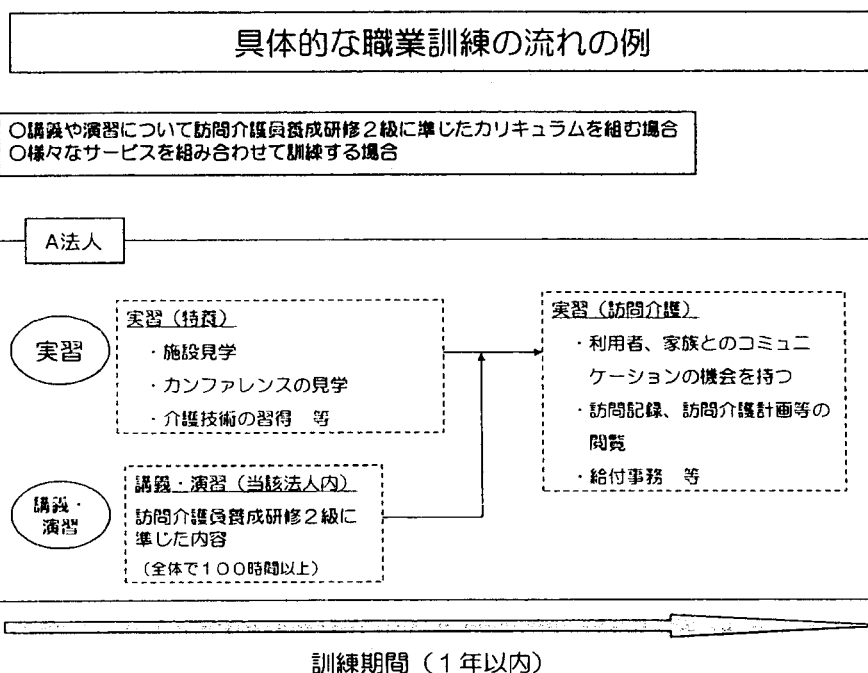 具体的な職業訓練の流れの例
○講義や演習について訪問介護員養成研修2級に準じたカリキュラムを組む場合
○様々なサービスを組み合わせて訓練する場合
A法人
実習
実習（特養）
・施設見学
・カンファレンスの見学
・介護技術の習得　等
実習（訪問介護）
・利用者、家族とのコミュニ
ケーションの機会を持つ
・訪問記録、訪問介護計画等の
閲覧
・給付事務　等
講義・
演習
講義・演習（当該法人内）
訪問介護員養成研修2級に
準じた内容
（全体で１００時間以上）
訓練期間（１年以内）